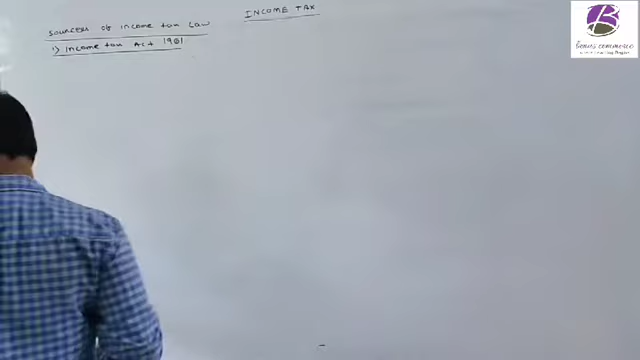 INCOME TAX
sources of income tax Law
1) Income tax Act 1961
B
Bonus commerce